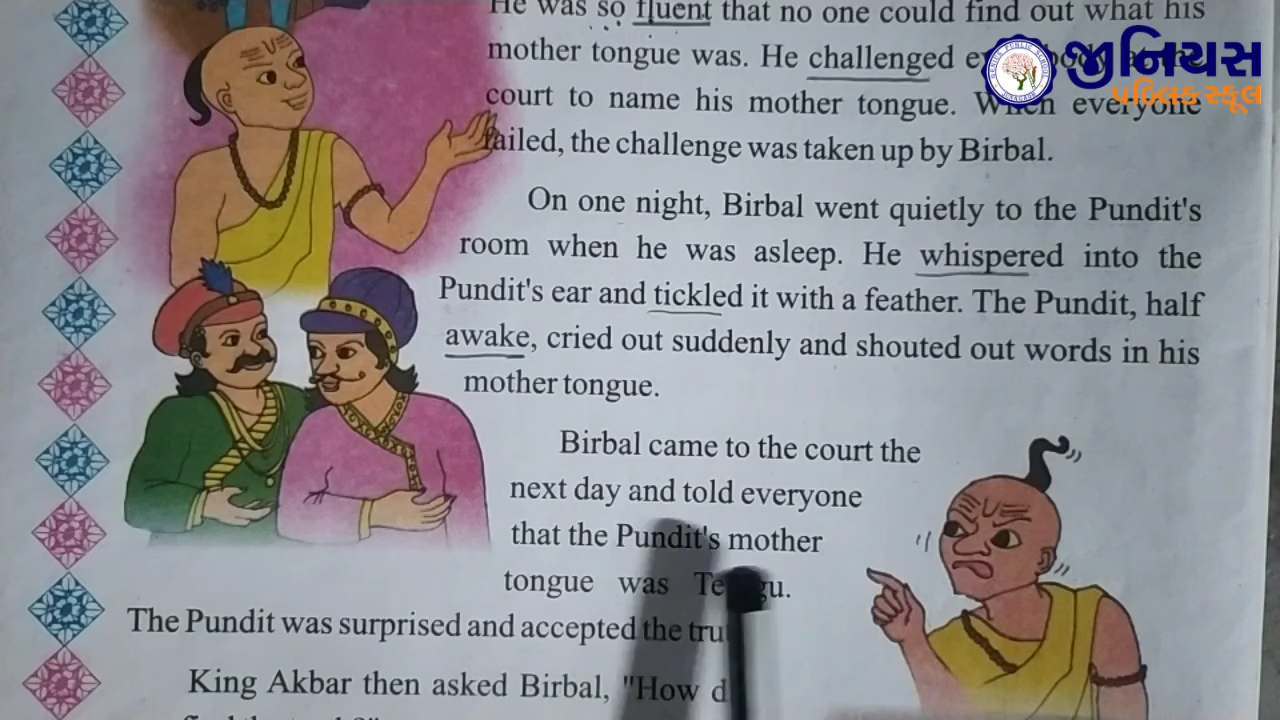 He was so fluent that no one could find out what his
mother tongue was. He challenged
court to name his mother tongue. When everyone
failed, the challenge was taken up by Birbal.
On one night, Birbal went quietly to the Pundit's
room when he was asleep. He whispered into the
Pundit's ear and tickled it with a feather. The Pundit, half
awake, cried out suddenly and shouted out words in his
mother tongue.
Birbal came to the court the
next day and told everyone
that the Pundit's mother
tongue was
The Pundit was surprised and accepted the
King Akbar then asked Birbal, "How
જીનિયસ
પબ્લિક સ્કૂલ